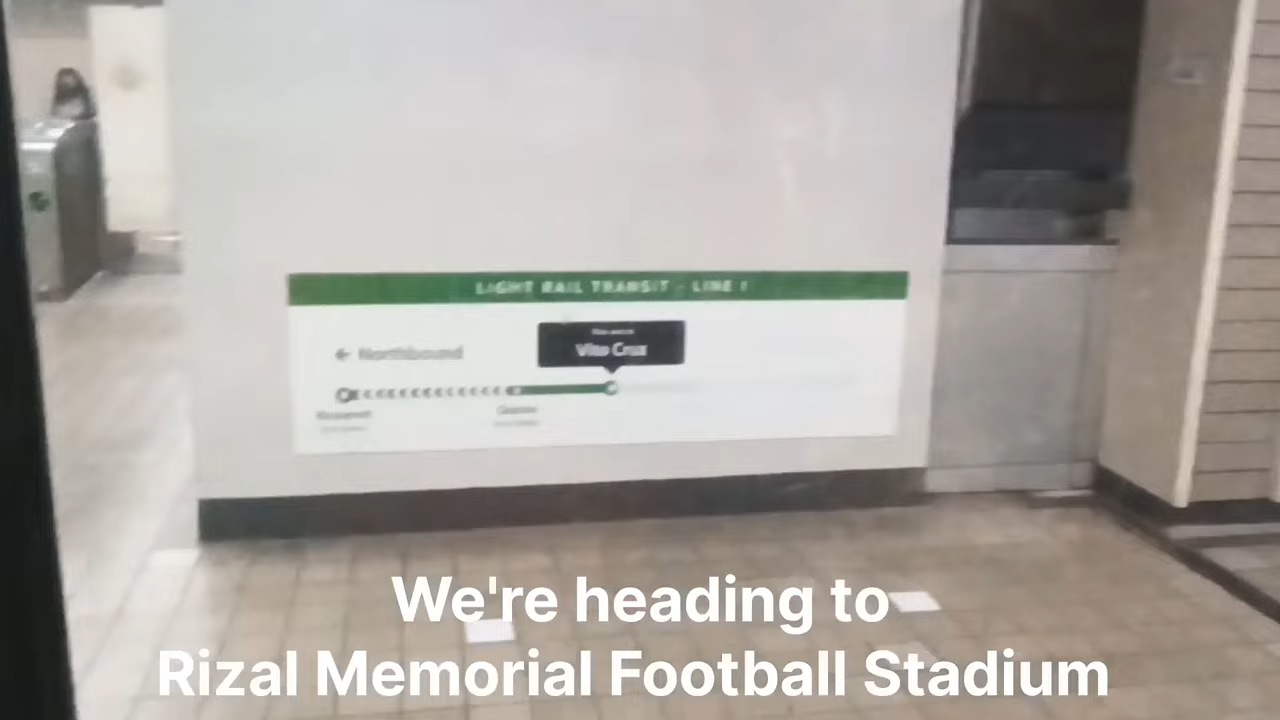 LIGHT RAIL TRANSIT - LINE 1
Vito Cruz
← Northbound
We're heading to
Rizal Memorial Football Stadium